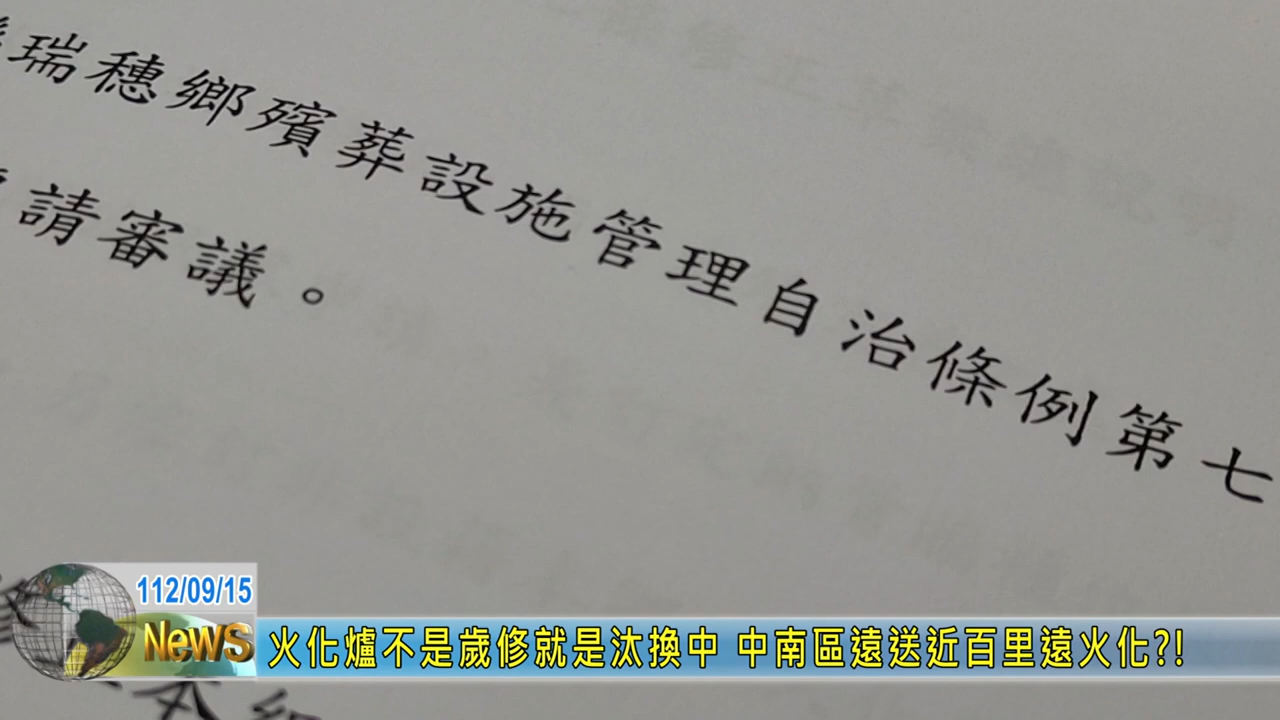 瑞穗鄉殯葬設施管理自治條例第七
請審議。
112/09/15
News
火化爐不是歲修就是汰換中 中南區遠送近百里遠火化?!